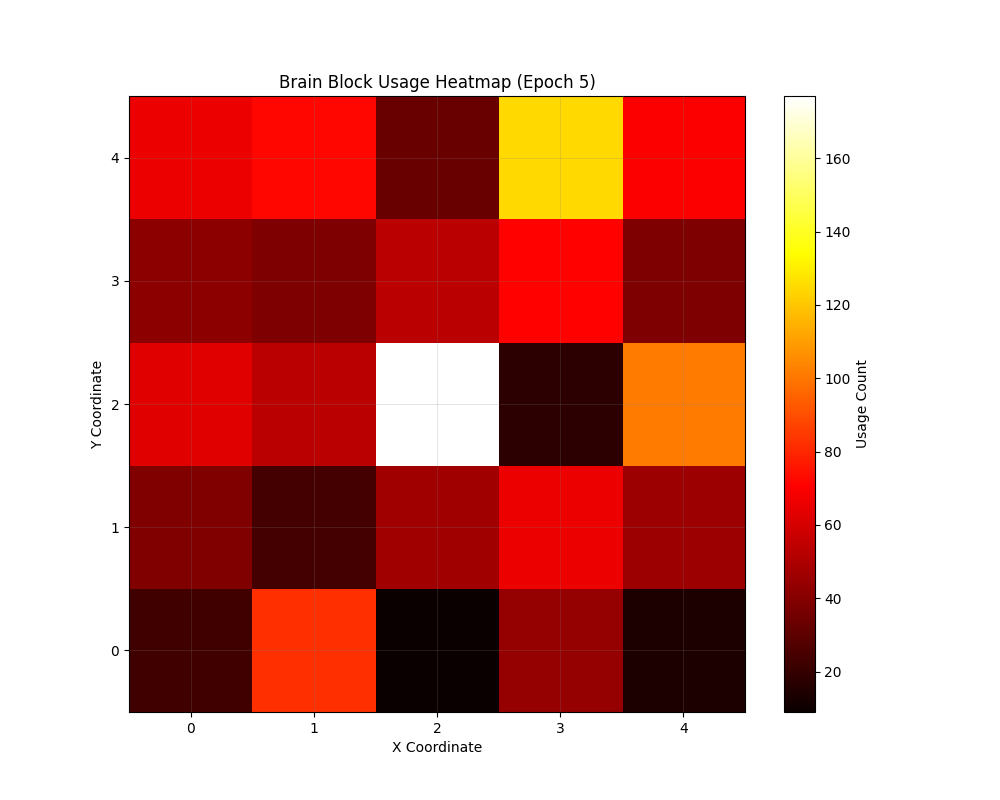 Brain Block Usage Heatmap (Epoch 5)
4
3
2
1
0
Y Coordinate
0 1 2 3 4
X Coordinate
160
140
120
100
80
60
40
20
Usage Count